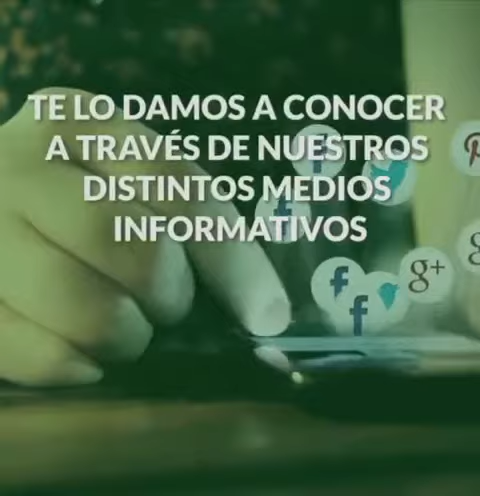 TE LO DAMOS A CONOCER
A TRAVÉS DE NUESTROS
DISTINTOS MEDIOS
INFORMATIVOS
g+